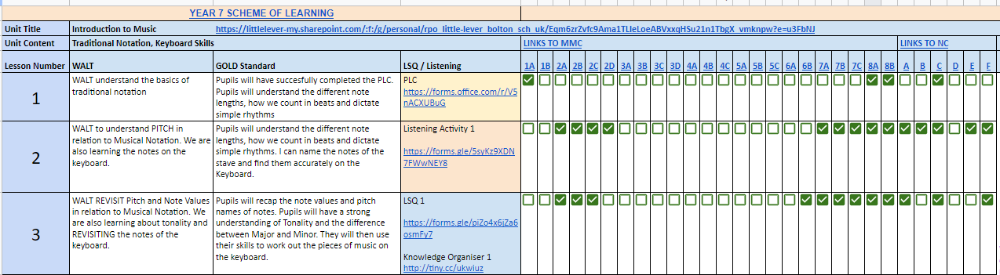 YEAR 7 SCHEME OF LEARNING
Unit Title Introduction to Music https://littlelever-my.sharepoint.com/:f:/g/personal/rpo_little-lever_bolton_sch_uk/Eqm6zrZvfc9Ama1TLleLoeABVxxqHSu21n1TbgX_vmknpw?e=u3FbNJ
Unit Content Traditional Notation, Keyboard Skills LINKS TO MMC LINKS TO NC
Lesson Number WALT GOLD Standard LSQ / Listening 1A 1B 2A 2B 2C 2D 3A 3B 3C 3D 4A 4B 4C 5A 5B 5C 6A 6B 7A 7B 7C 8A 8B A B C D E F
1
WALT understand the basics of
traditional notation
Pupils will have succesfully completed the PLC.
Pupils will understand the different note
lengths, how we count in beats and dictate
simple rhythms
PLC
https://forms.office.com/r/V5
nACXUBuG
2
WALT to understand PITCH in
relation to Musical Notation. We are
also learning the notes on the
keyboard.
Pupils will understand the different note
lengths, how we count in beats and dictate
simple rhythms. I can name the notes of the
stave and find them accurately on the
Keyboard.
Listening Activity 1
https://forms.gle/5syKz9XDN
7FWwNEY8
3
WALT REVISIT Pitch and Note Values
in relation to Musical Notation. We
are also learning about tonality and
REVISITING the notes of the
keyboard.
Pupils will recap the note values and pitch
names of notes. Pupils will have a strong
understanding of Tonality and the difference
between Major and Minor. They will then use
their skills to work out the pieces of music on
the keyboard.
LSQ 1
https://forms.gle/piZo4x6jZa6
osmFy7
Knowledge Organiser 1
http://tiny.cc/ukwiuz